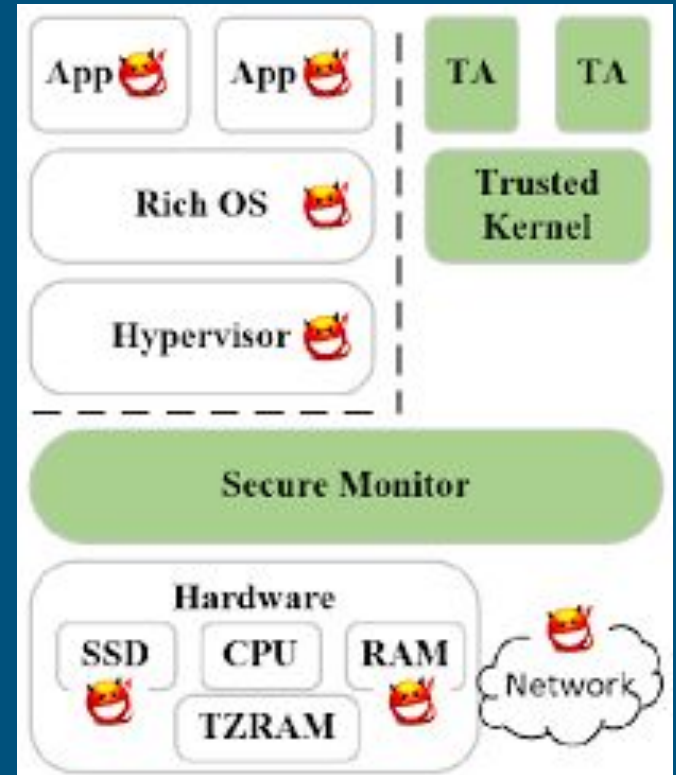 App App TA TA
Rich OS
Trusted
Kernel
Hypervisor
Secure Monitor
Hardware
SSD CPU RAM
TZRAM
Network